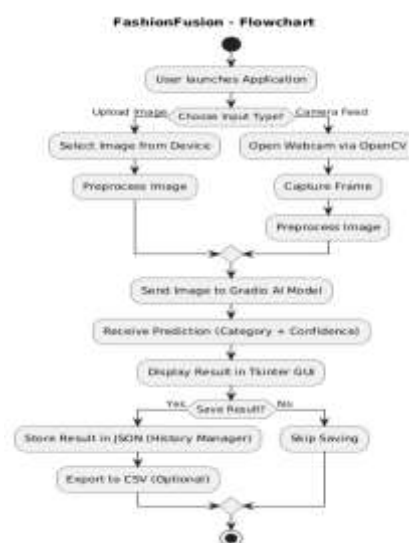 FashionFusion - Flowchart
User launches Application
Upload Image
Choose Input Type?
Camera Feed
Select Image from Device
Open Webcam via OpenCV
Preprocess Image
Capture Frame
Preprocess Image
Send Image to Gradio AI Model
Receive Prediction (Category + Confidence)
Display Result in Tkinter GUI
Yes
Save Result?
No
Store Result in JSON (History Manager)
Skip Saving
Export to CSV (Optional)